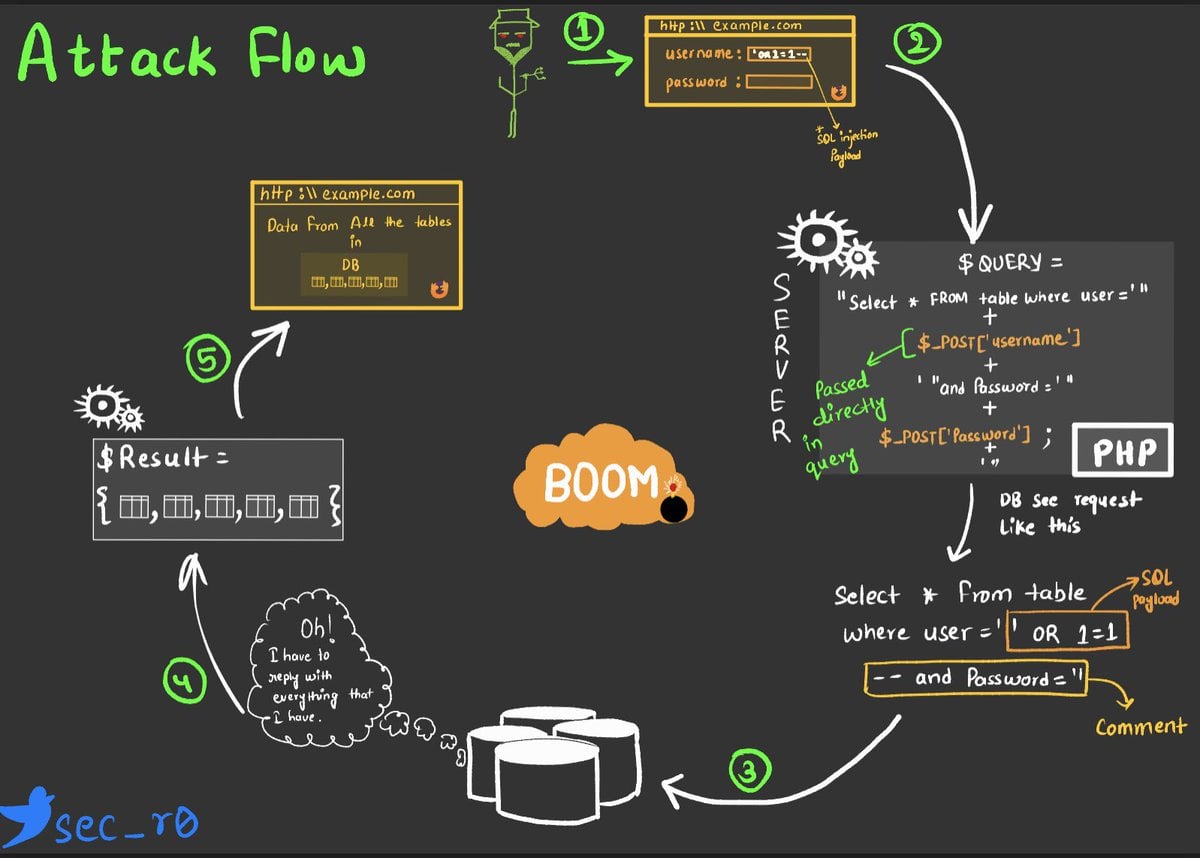 Attack Flow
1
http :\\ example.com
username : 'or1=1--
password :
* SQL injection
Payload
2
SERVER
$ QUERY =
"Select * FROM table where user ='"
+
$_POST['username']
+
' "and Password ='"
+
$_POST['Password'] ;
+
'"
Passed
directly
in
query
PHP
DB see request
Like this
Select * From table
where user =' ' OR 1=1
SQL
payload
-- and Password=''
Comment
3
Oh!
I have to
reply with
everything that
I have.
4
$Result =
{ , , , , }
5
http :\\ example.com
Data From All the tables
in
DB
, , , ,
BOOM
sec_r0